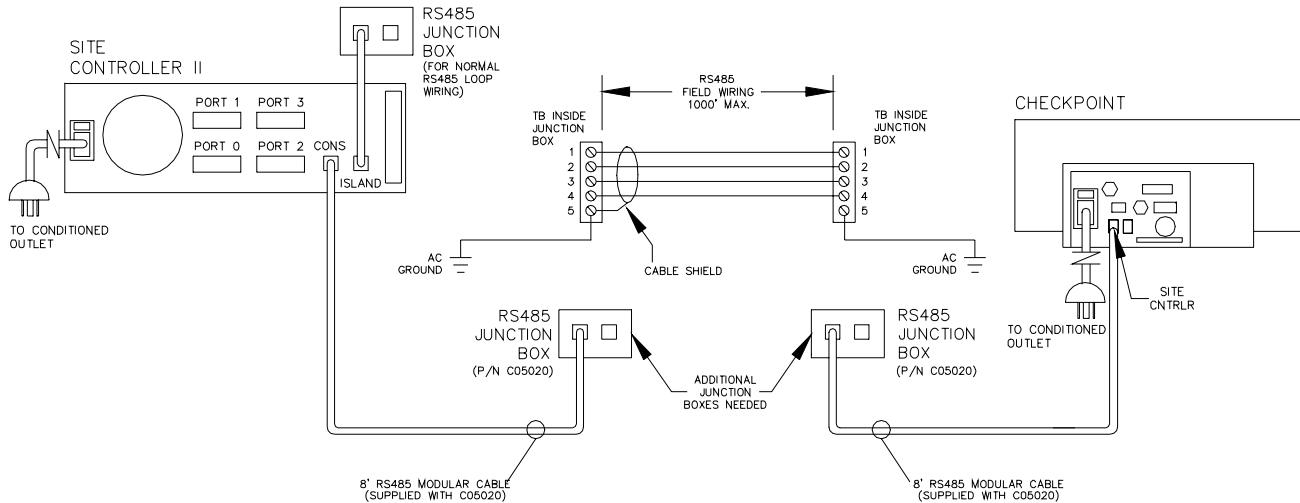 RS485
JUNCTION
BOX
(FOR NORMAL
RS485 LOOP
WIRING)
SITE
CONTROLLER II
PORT 1
PORT 3
PORT 0
PORT 2
CONS
ISLAND
TO CONDITIONED
OUTLET
RS485
FIELD WIRING
1000' MAX.
TB INSIDE
JUNCTION
BOX
1
2
3
4
5
TB INSIDE
JUNCTION
BOX
1
2
3
4
5
AC
GROUND
CABLE SHIELD
AC
GROUND
CHECKPOINT
SITE
CNTRLR
TO CONDITIONED
OUTLET
RS485
JUNCTION
BOX
(P/N C05020)
RS485
JUNCTION
BOX
(P/N C05020)
ADDITIONAL
JUNCTION
BOXES NEEDED
8' RS485 MODULAR CABLE
(SUPPLIED WITH C05020)
8' RS485 MODULAR CABLE
(SUPPLIED WITH C05020)